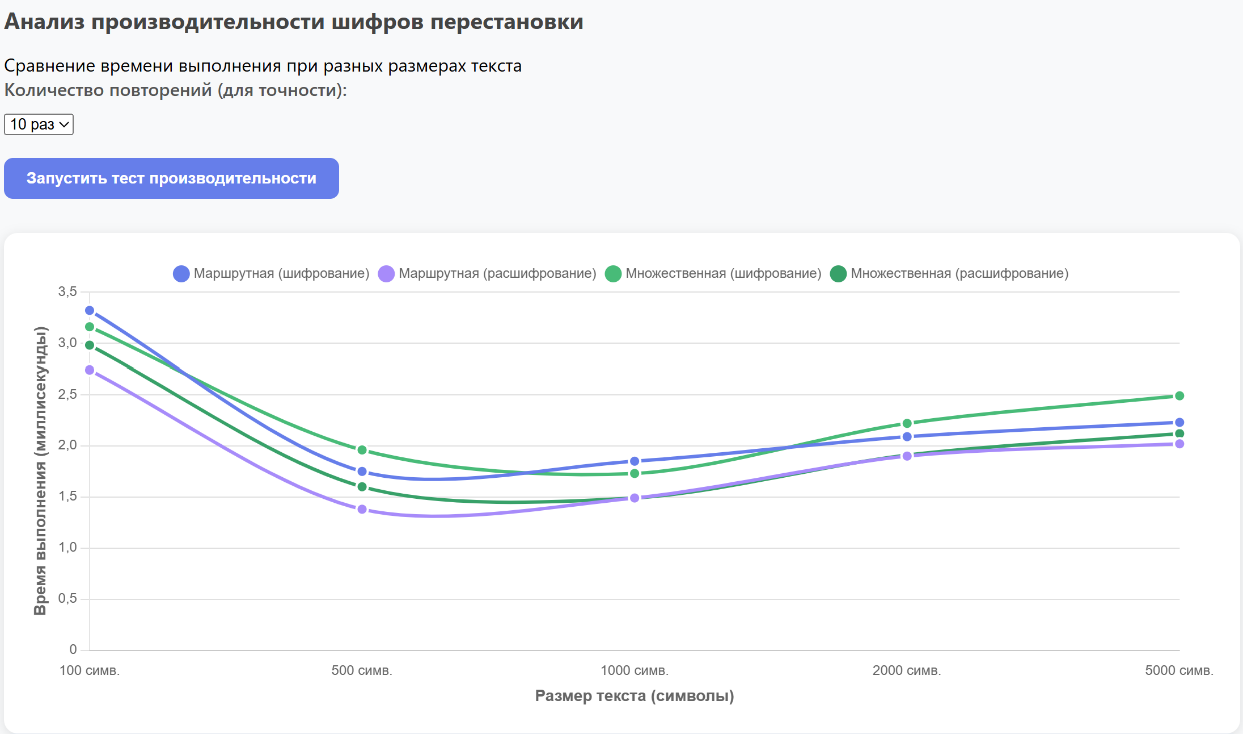 Анализ производительности шифров перестановки
Сравнение времени выполнения при разных размерах текста
Количество повторений (для точности):
10 раз
Запустить тест производительности
Маршрутная (шифрование) Маршрутная (расшифрование) Множественная (шифрование) Множественная (расшифрование)
Время выполнения (миллисекунды)
3,5
3,0
2,5
2,0
1,5
1,0
0,5
0
100 симв. 500 симв. 1000 симв. 2000 симв. 5000 симв.
Размер текста (символы)